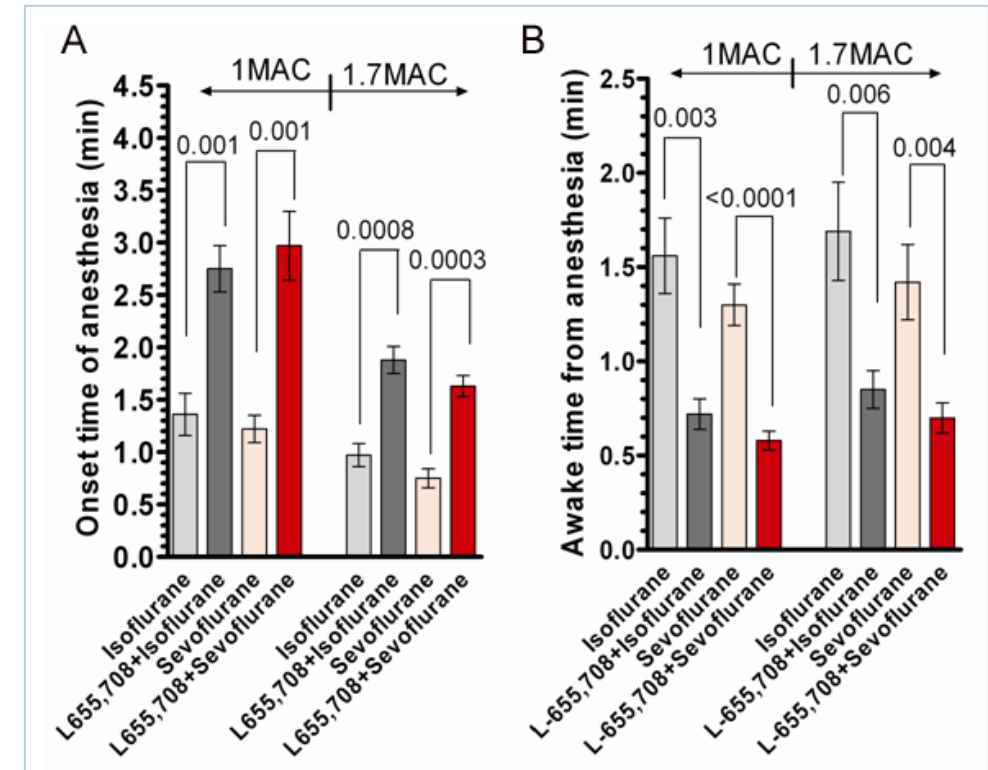 A
1MAC
1.7MAC
Onset time of anesthesia (min)
4.5
4.0
3.5
3.0
2.5
2.0
1.5
1.0
0.5
0.0
0.001
0.001
0.0008
0.0003
Isoflurane
L655,708+Isoflurane
Sevoflurane
L655,708+Sevoflurane
Isoflurane
L655,708+Isoflurane
Sevoflurane
L655,708+Sevoflurane
B
1MAC
1.7MAC
Awake time from anesthesia (min)
2.5
2.0
1.5
1.0
0.5
0.0
0.003
<0.0001
0.006
0.004
Isoflurane
L-655,708+Isoflurane
Sevoflurane
L-655,708+Sevoflurane
Isoflurane
L-655,708+Isoflurane
Sevoflurane
L-655,708+Sevoflurane